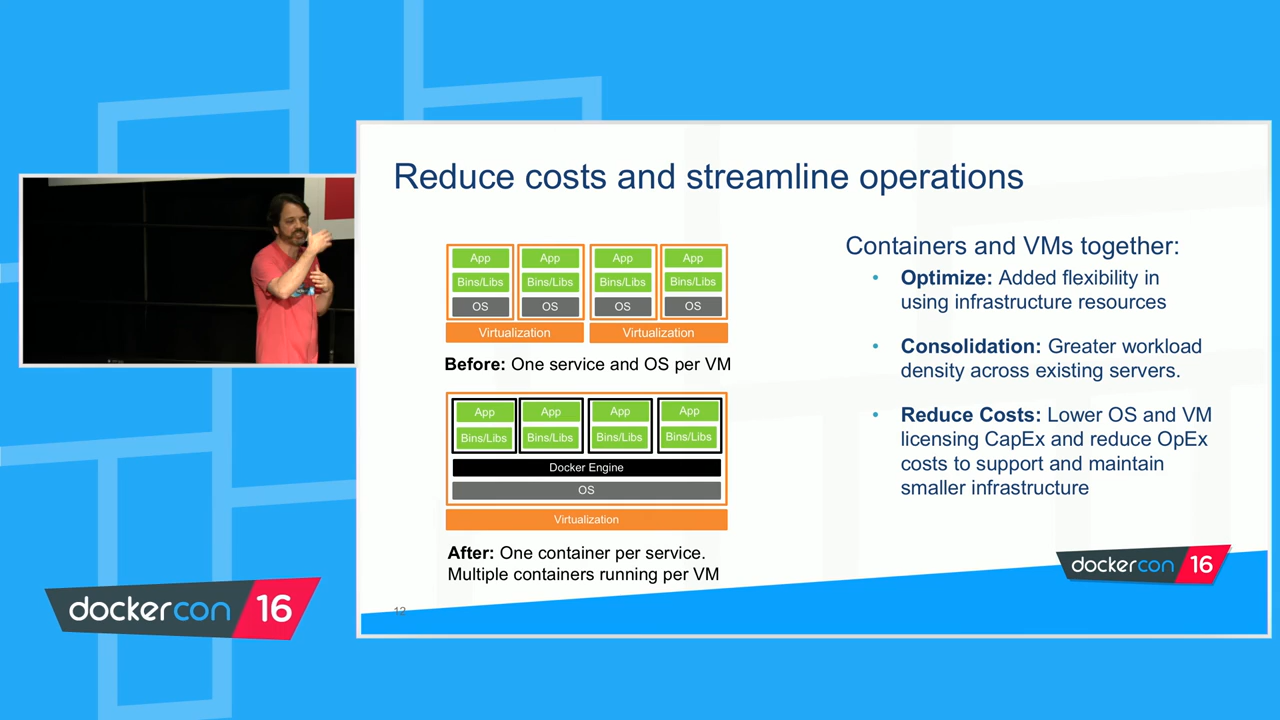 Reduce costs and streamline operations
App App App App
Bins/Libs Bins/Libs Bins/Libs Bins/Libs
OS OS OS OS
Virtualization Virtualization
Before: One service and OS per VM
App App App App
Bins/Libs Bins/Libs Bins/Libs Bins/Libs
Docker Engine
OS
Virtualization
After: One container per service.
Multiple containers running per VM
Containers and VMs together:
• Optimize: Added flexibility in
using infrastructure resources
• Consolidation: Greater workload
density across existing servers.
• Reduce Costs: Lower OS and VM
licensing CapEx and reduce OpEx
costs to support and maintain
smaller infrastructure
dockercon 16
12
dockercon 16